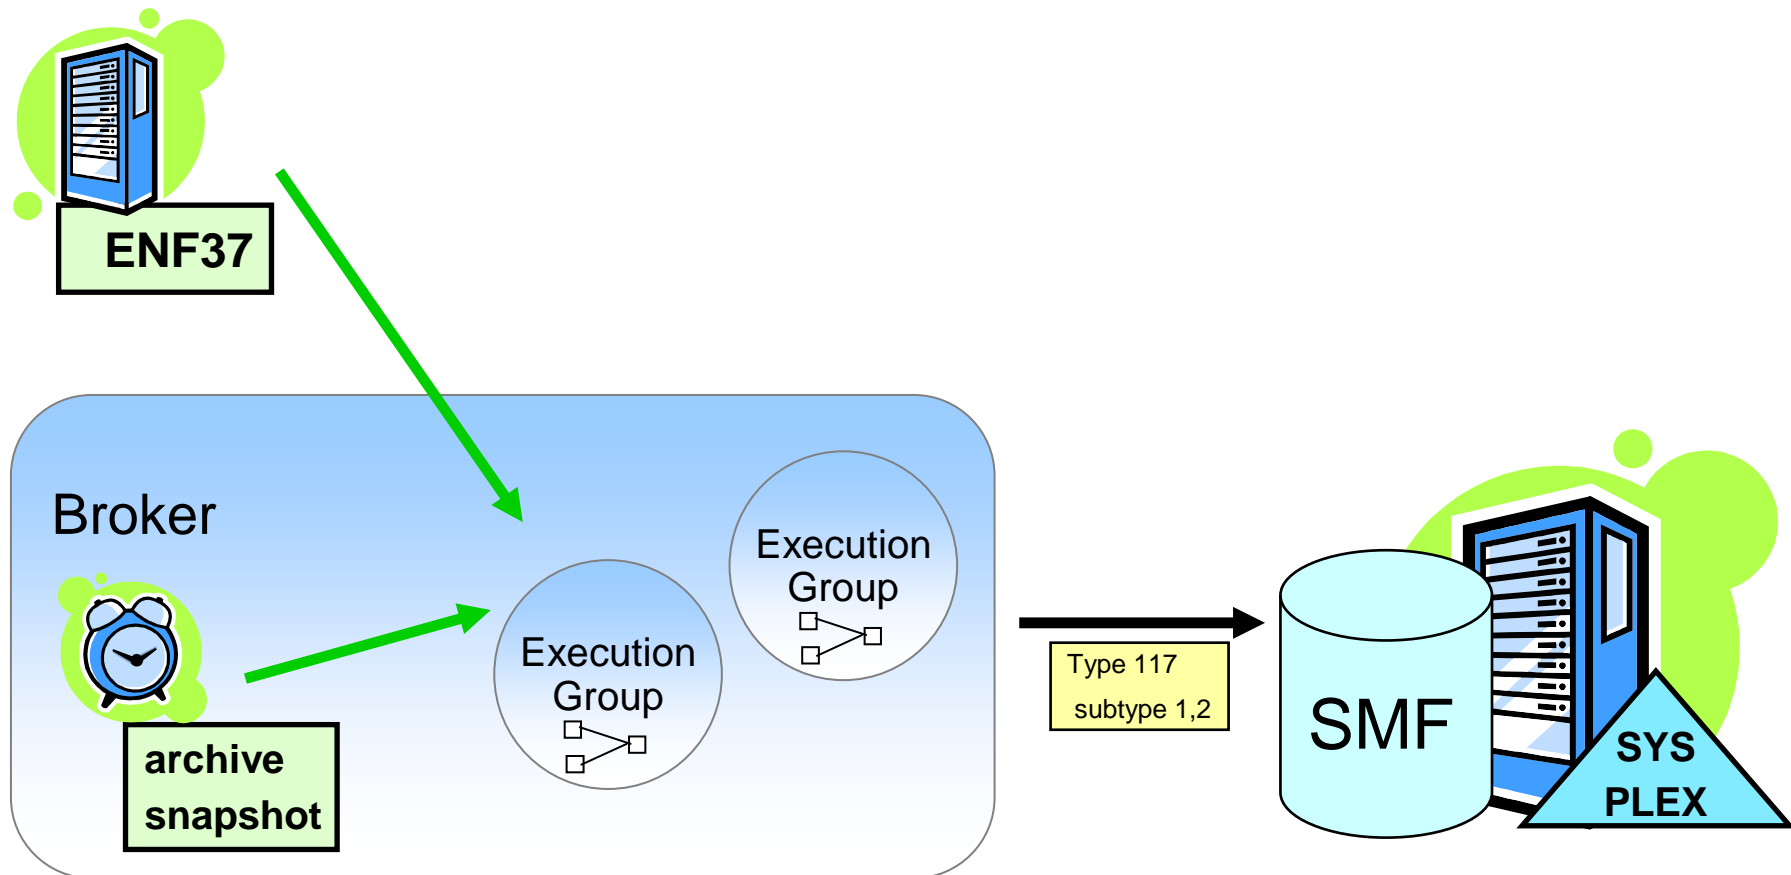 ENF37
Broker
Execution
Group
Execution
Group
archive
snapshot
Type 117
subtype 1,2
SMF
SYS
PLEX